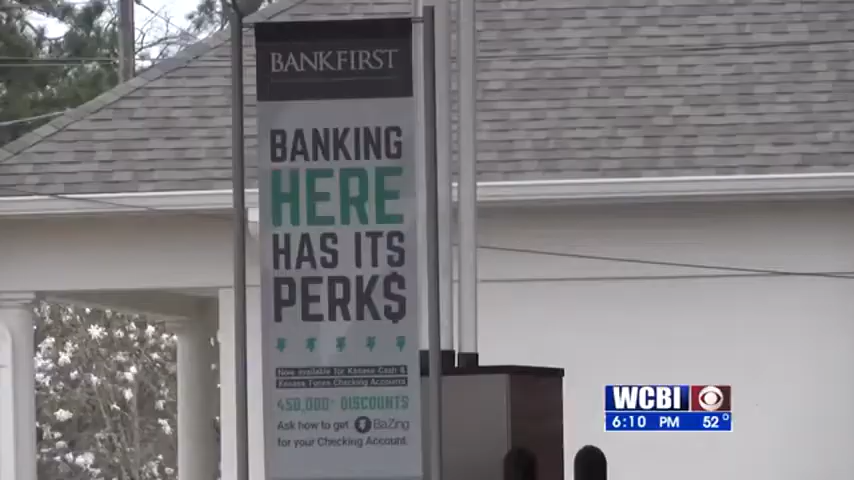 BANKFIRST
BANKING
HERE
HAS ITS
PERK$
Now available for Kasasa Cash &
Kasasa Tunes Checking Accounts
450,000+ DISCOUNTS
Ask how to get BaZing
for your Checking Account.
WCBI
6:10 PM 52°